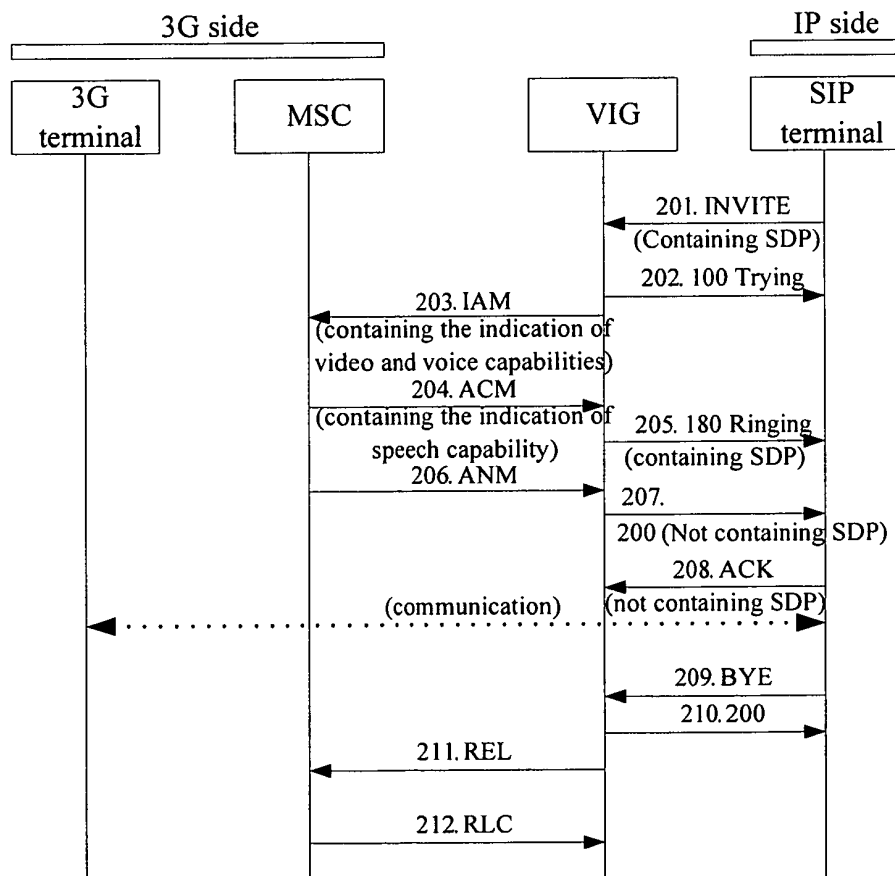 3G side
IP side
3G
terminal
MSC
VIG
SIP
terminal
201. INVITE
(Containing SDP)
202. 100 Trying
203. IAM
(containing the indication of
video and voice capabilities)
204. ACM
(containing the indication of
speech capability)
205. 180 Ringing
(containing SDP)
206. ANM
207.
200 (Not containing SDP)
208. ACK
(not containing SDP)
(communication)
209. BYE
210. 200
211. REL
212. RLC